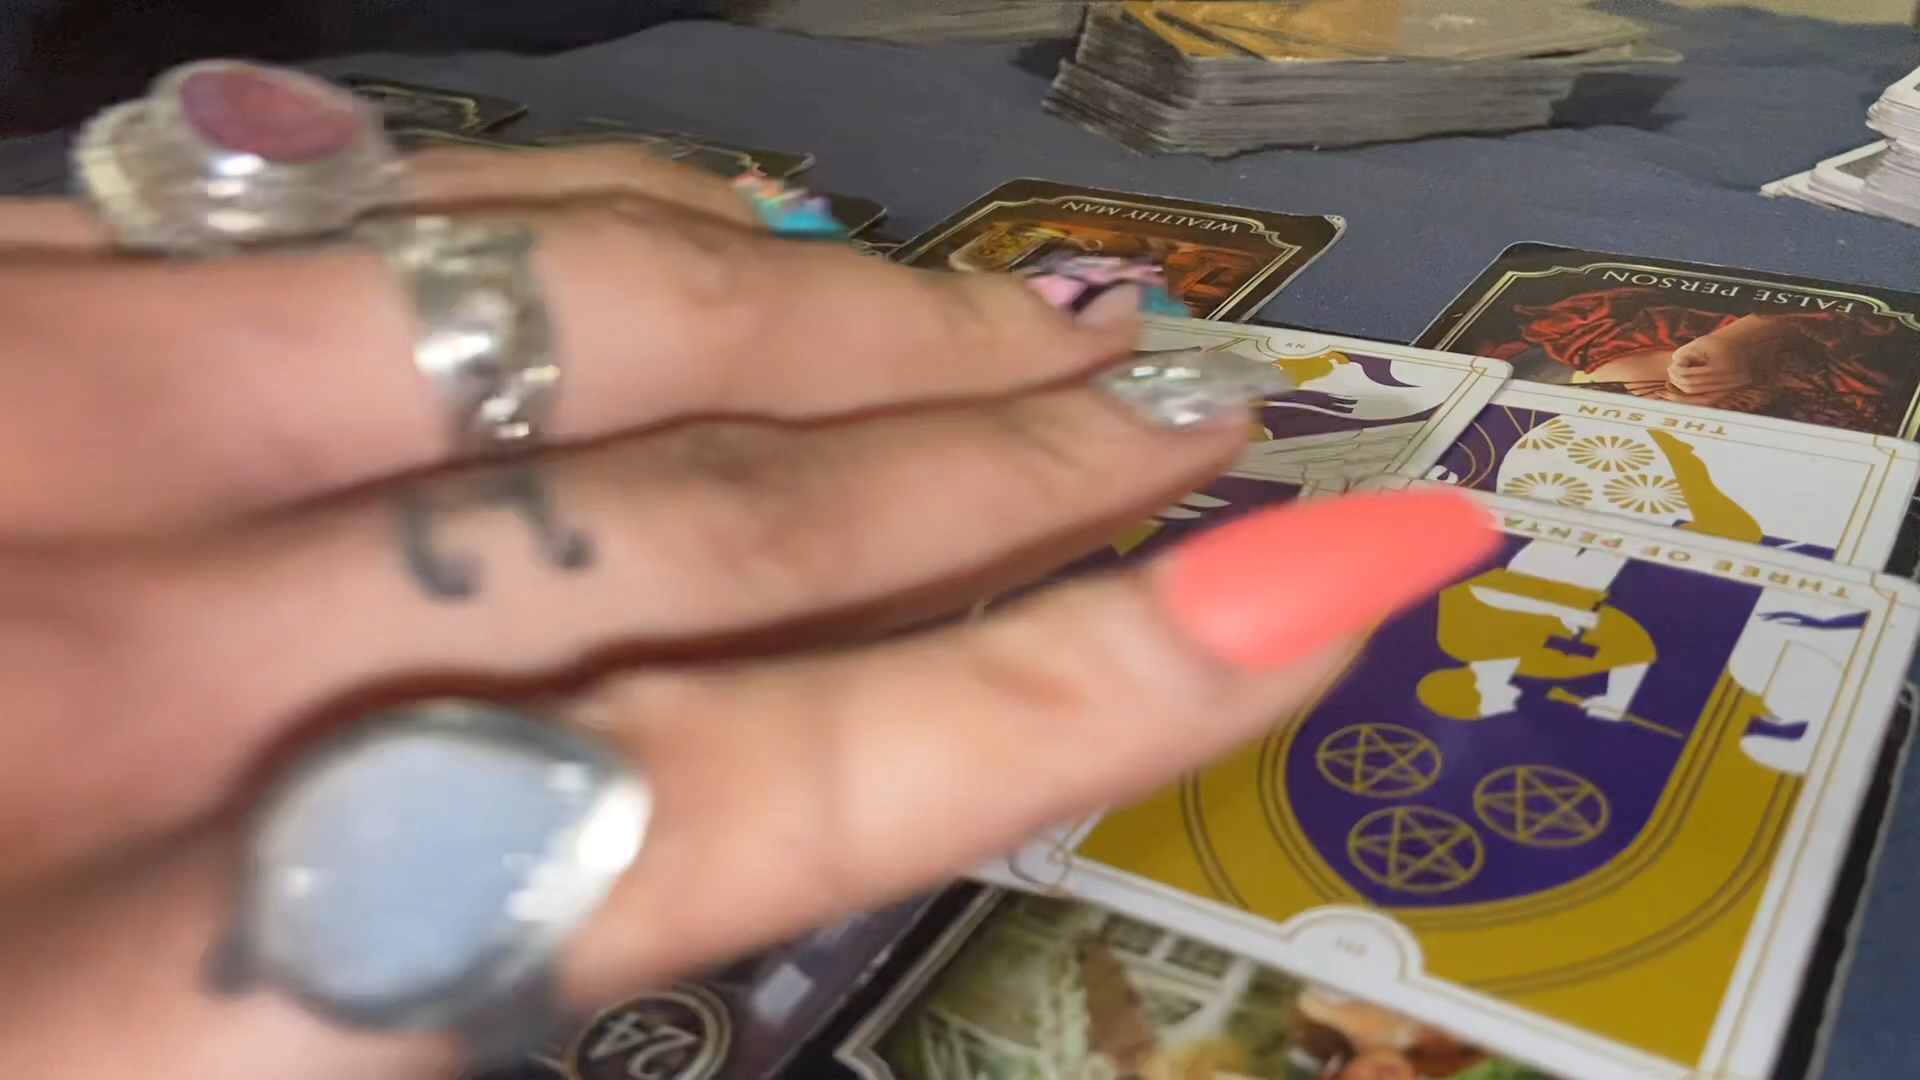 WEALTHY MAN
FALSE PERSON
THE SUN
THREE OF PENTA
24